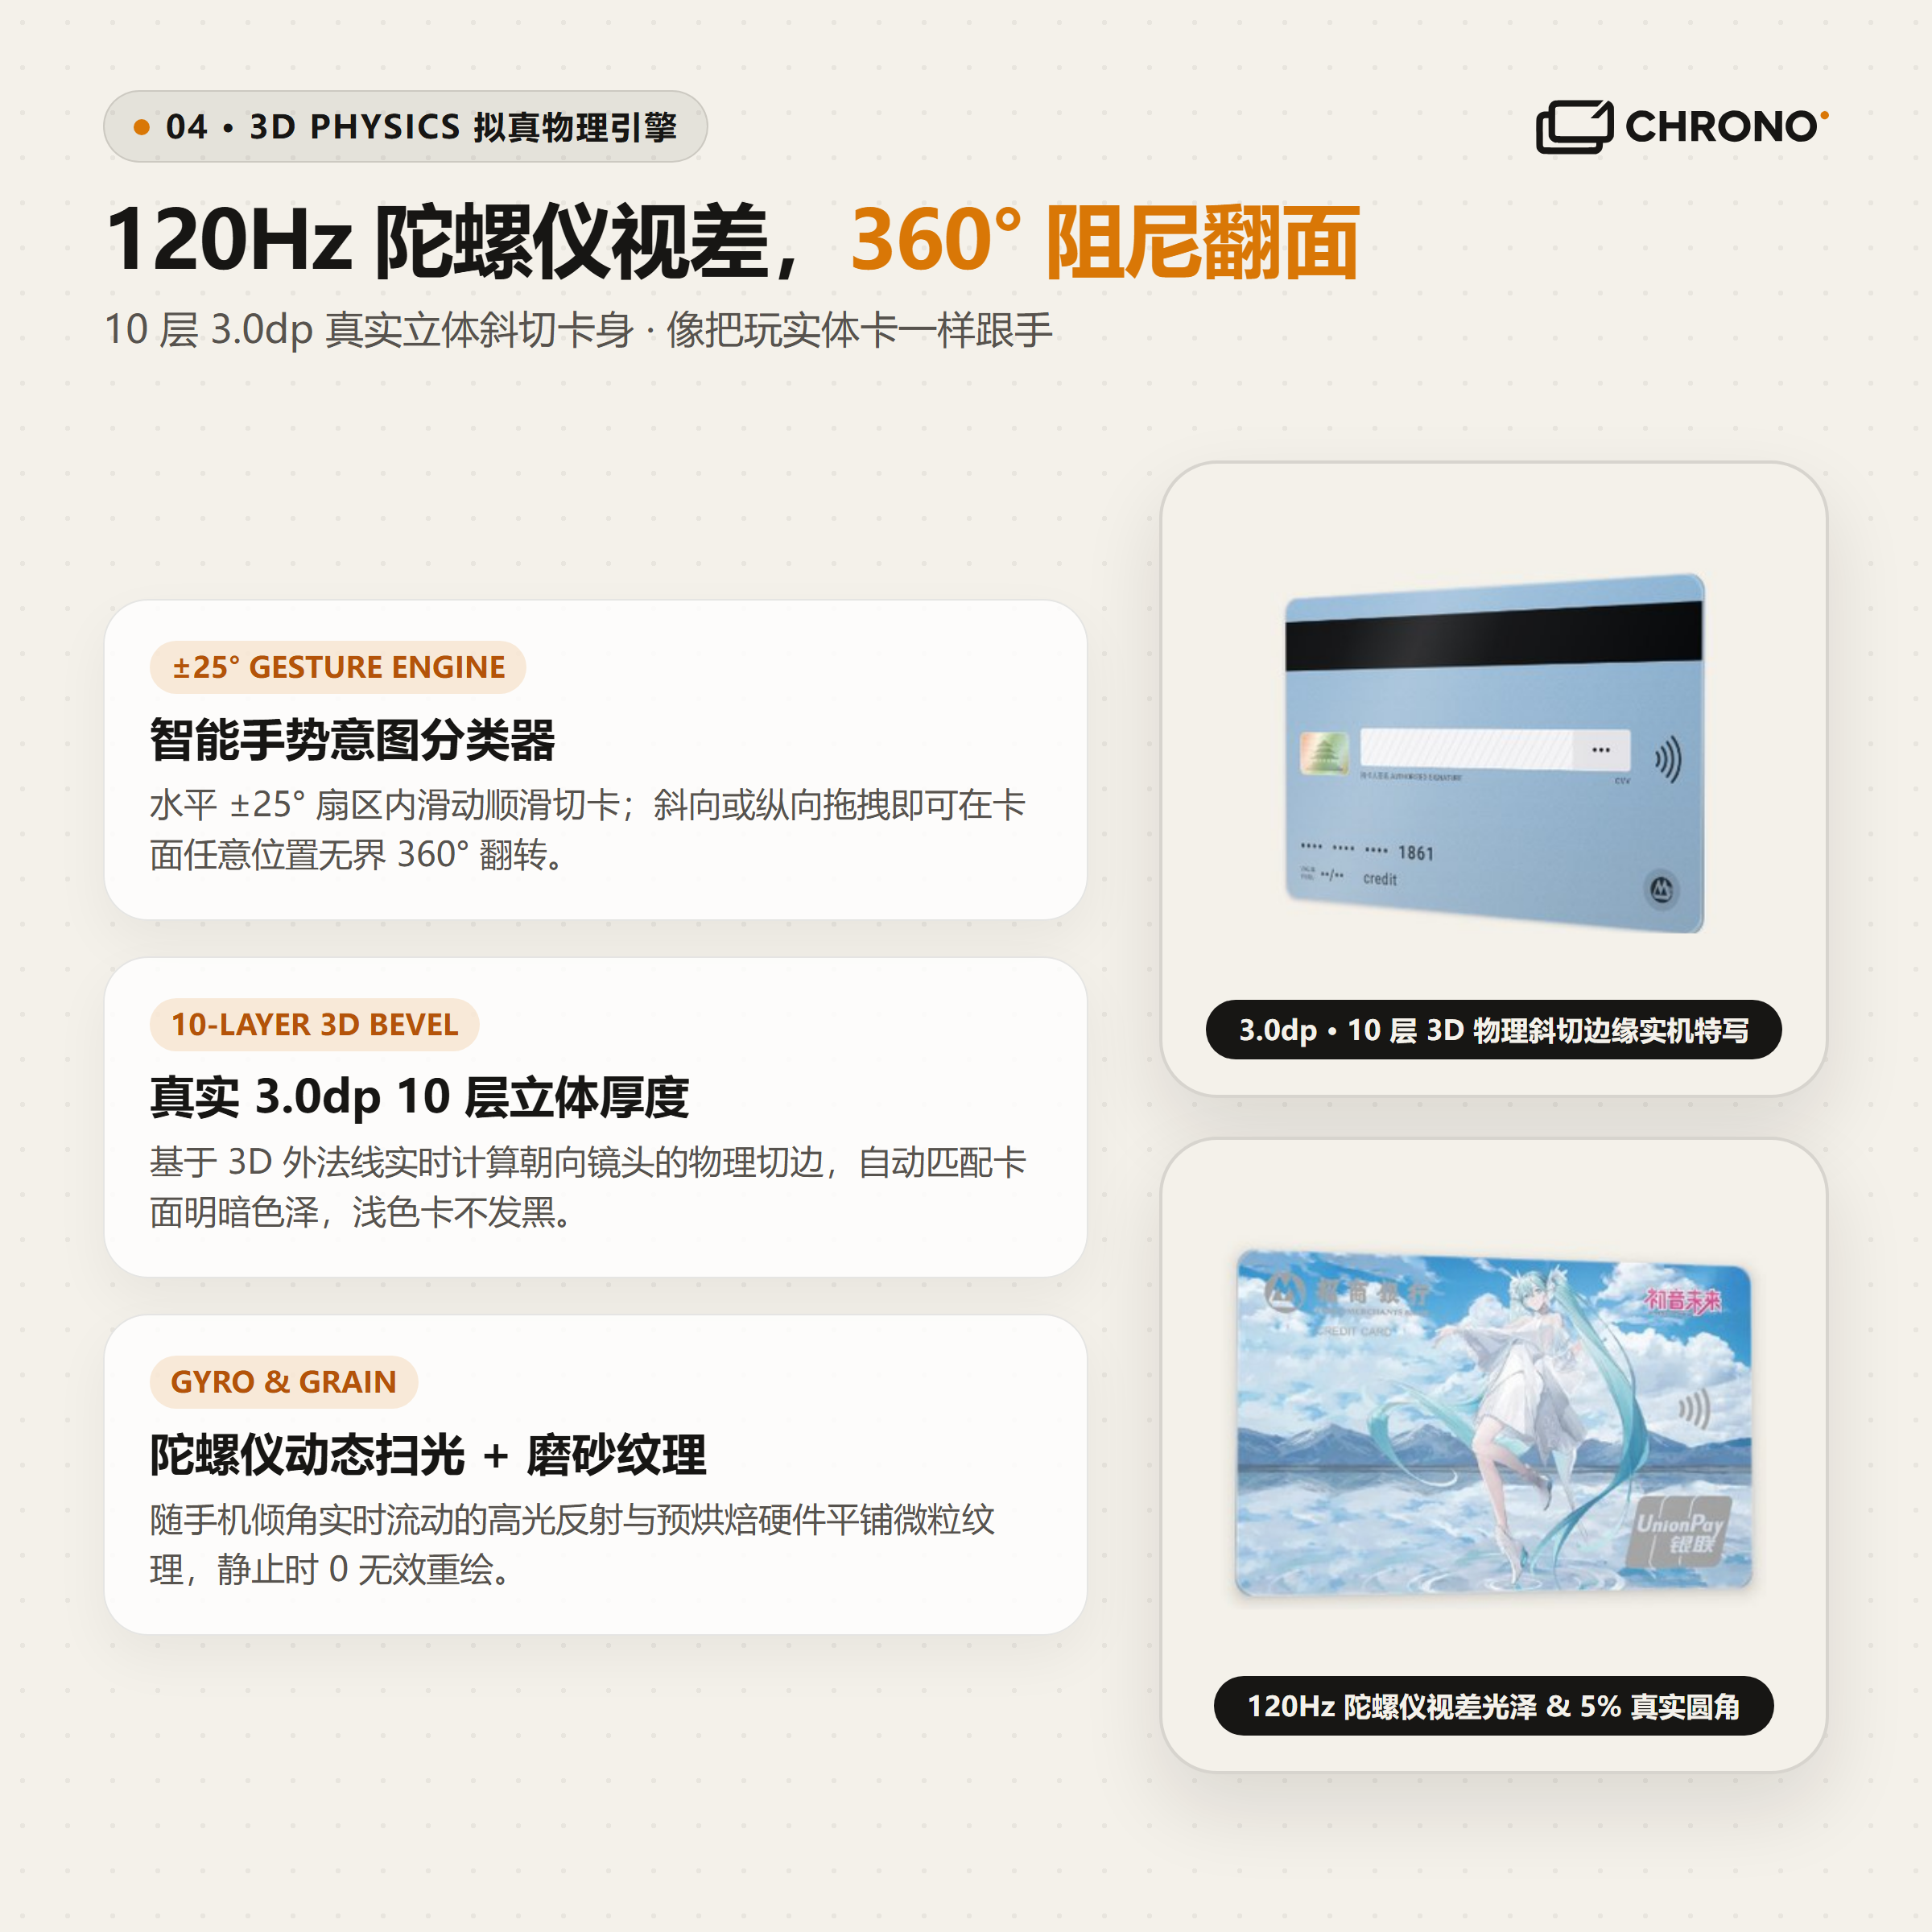 04 • 3D PHYSICS 拟真物理引擎
CHRONO
120Hz 陀螺仪视差，360° 阻尼翻面
10 层 3.0dp 真实立体斜切卡身 · 像把玩实体卡一样跟手
±25° GESTURE ENGINE
智能手势意图分类器
水平 ±25° 扇区内滑动顺滑切卡；斜向或纵向拖拽即可在卡
面任意位置无界 360° 翻转。
10-LAYER 3D BEVEL
真实 3.0dp 10 层立体厚度
基于 3D 外法线实时计算朝向镜头的物理切边，自动匹配卡
面明暗色泽，浅色卡不发黑。
GYRO & GRAIN
陀螺仪动态扫光 + 磨砂纹理
随手机倾角实时流动的高光反射与预烘焙硬件平铺微粒纹
理，静止时 0 无效重绘。
•••
AUTHORIZED SIGNATURE
CVV
•••• •••• •••• 1861
••/•• credit
3.0dp • 10 层 3D 物理斜切边缘实机特写
招商银行
CREDIT CARD
初音未来
UnionPay
银联
120Hz 陀螺仪视差光泽 & 5% 真实圆角